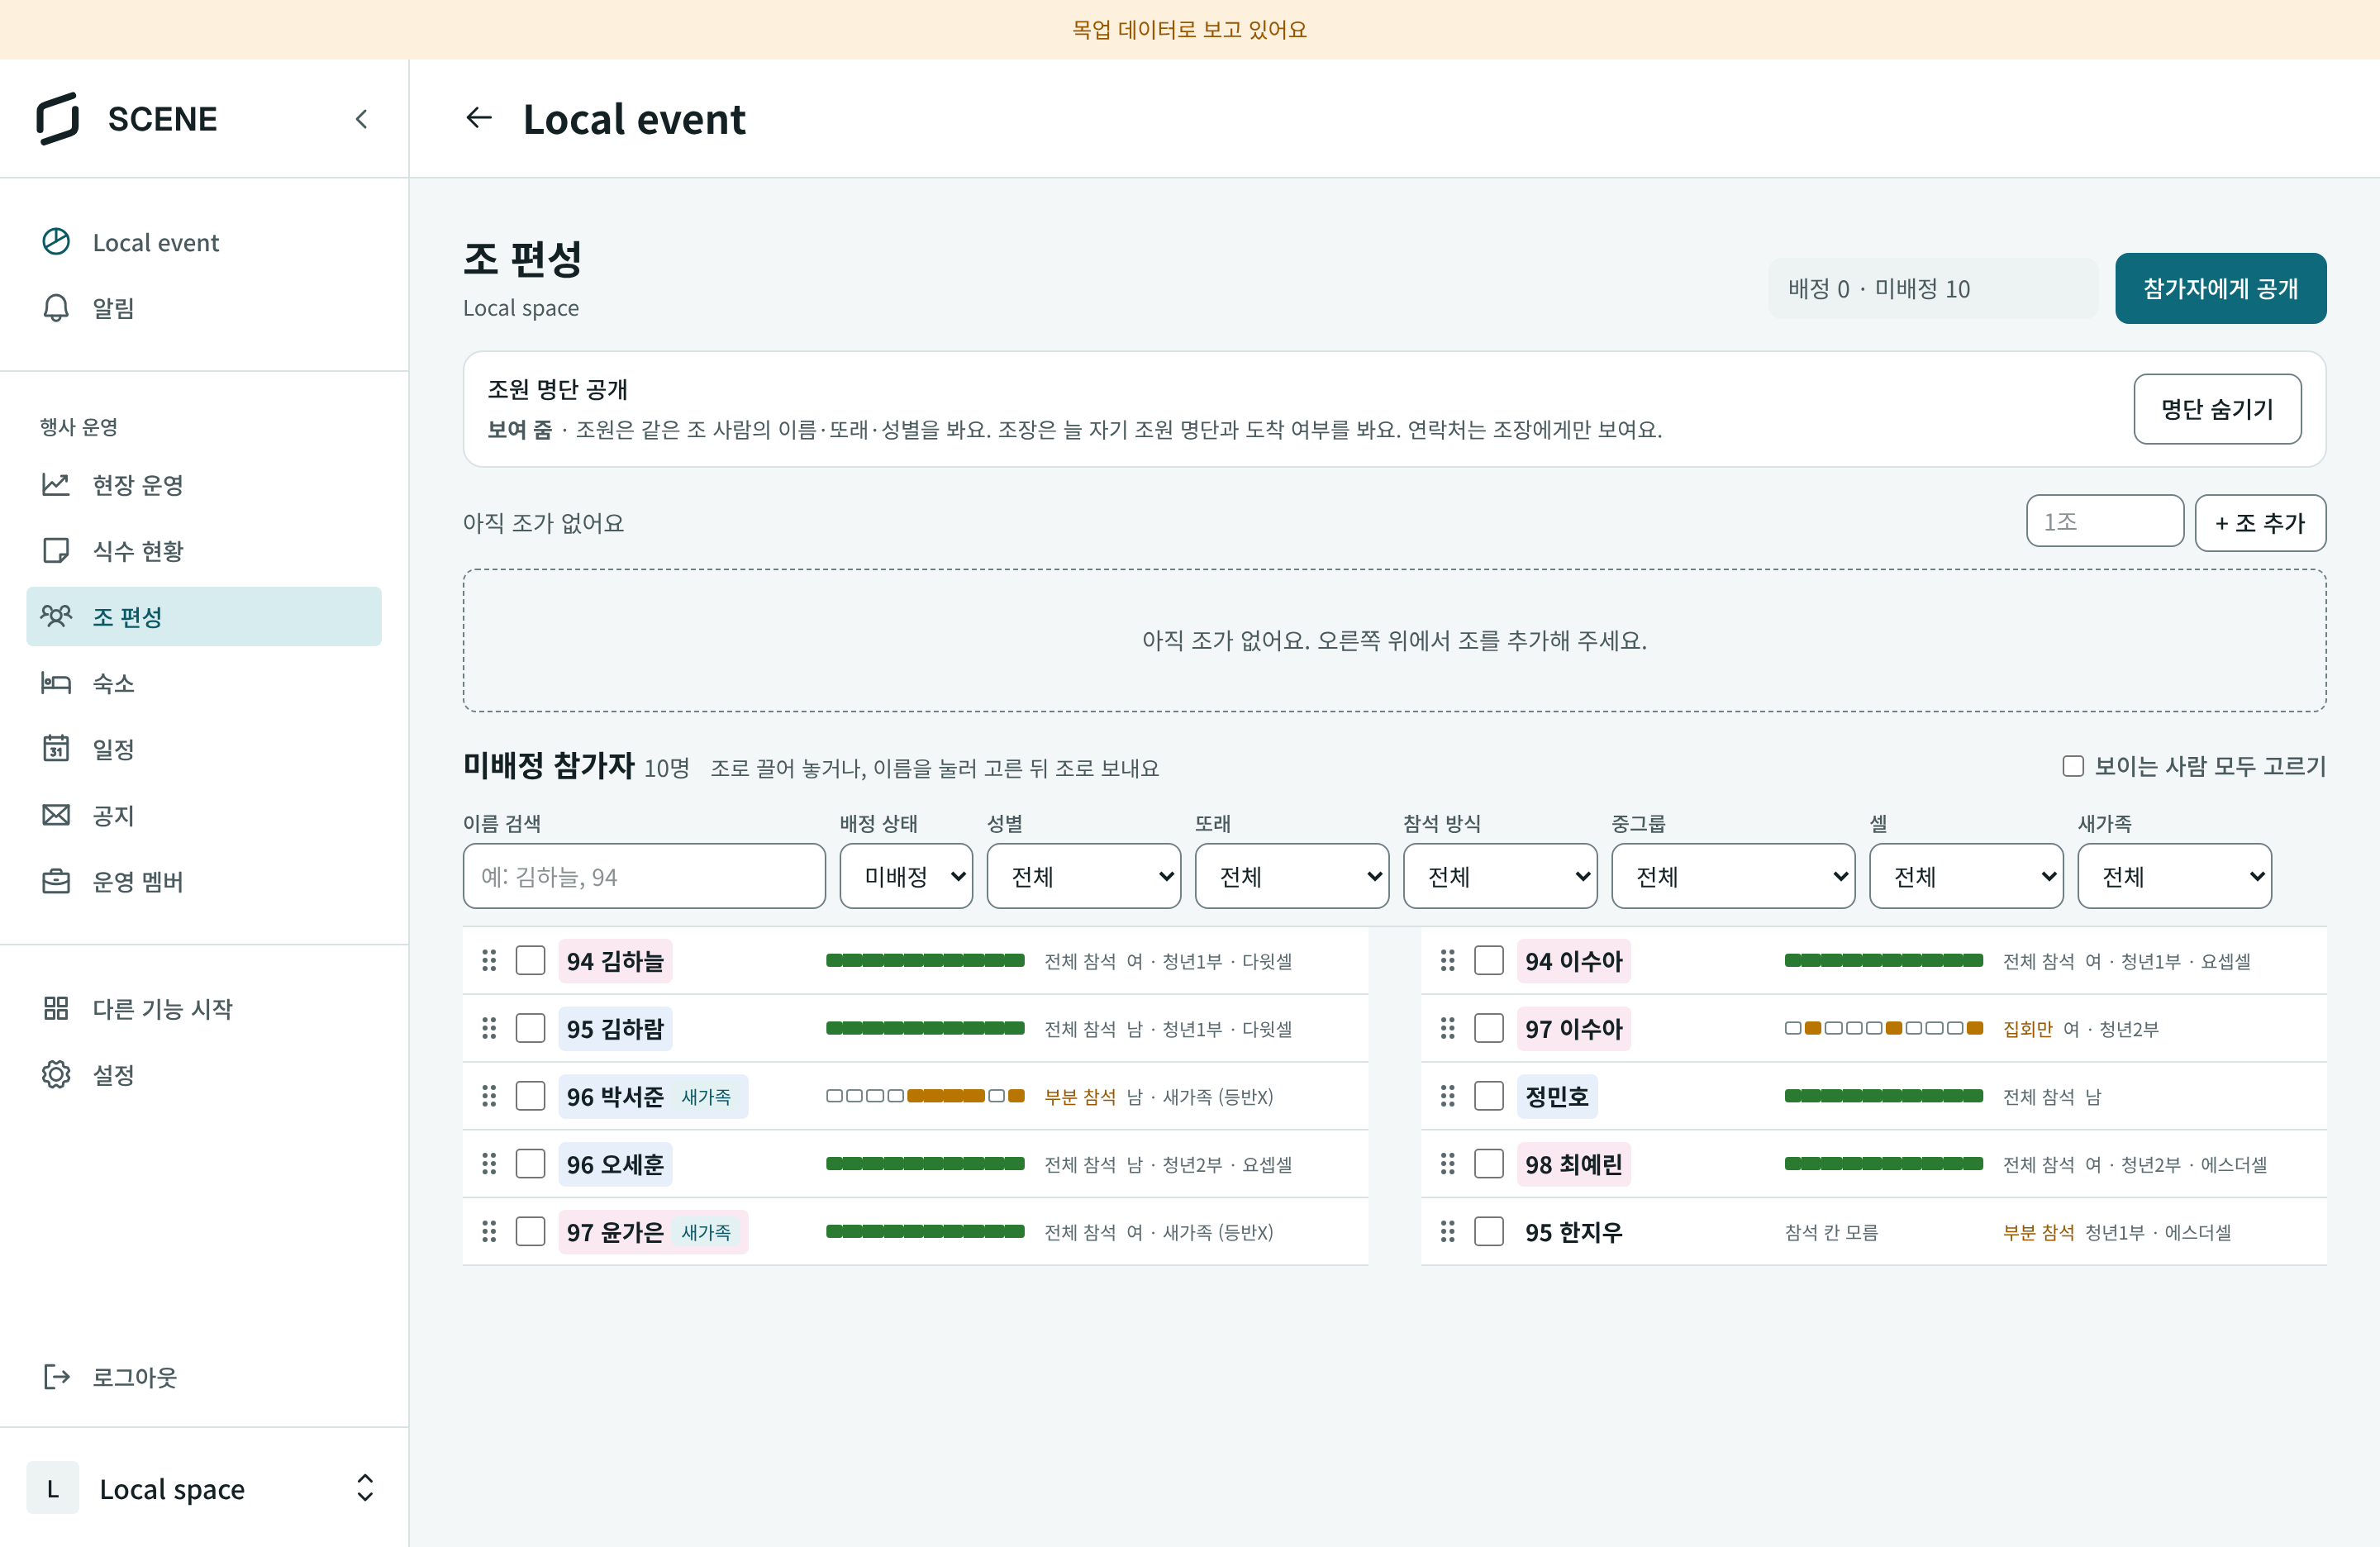 목업 데이터로 보고 있어요
SCENE
Local event
Local event
알림
행사 운영
현장 운영
식수 현황
조 편성
숙소
31
일정
공지
운영 멤버
다른 기능 시작
설정
로그아웃
L Local space
조 편성
Local space
배정 0 · 미배정 10
참가자에게 공개
조원 명단 공개
보여 줌 · 조원은 같은 조 사람의 이름·또래·성별을 봐요. 조장은 늘 자기 조원 명단과 도착 여부를 봐요. 연락처는 조장에게만 보여요.
명단 숨기기
아직 조가 없어요
1조
+ 조 추가
아직 조가 없어요. 오른쪽 위에서 조를 추가해 주세요.
미배정 참가자 10명 조로 끌어 놓거나, 이름을 눌러 고른 뒤 조로 보내요
보이는 사람 모두 고르기
이름 검색 배정 상태 성별 또래 참석 방식 중그룹 셀 새가족
예: 김하늘, 94 미배정 전체 전체 전체 전체 전체 전체
94 김하늘 전체 참석 여 · 청년1부 · 다윗셀
94 이수아 전체 참석 여 · 청년1부 · 요셉셀
95 김하람 전체 참석 남 · 청년1부 · 다윗셀
97 이수아 집회만 여 · 청년2부
96 박서준 새가족 부분 참석 남 · 새가족 (등반X)
정민호 전체 참석 남
96 오세훈 전체 참석 남 · 청년2부 · 요셉셀
98 최예린 전체 참석 여 · 청년2부 · 에스더셀
97 윤가은 새가족 전체 참석 여 · 새가족 (등반X)
95 한지우 참석 칸 모름 부분 참석 청년1부 · 에스더셀